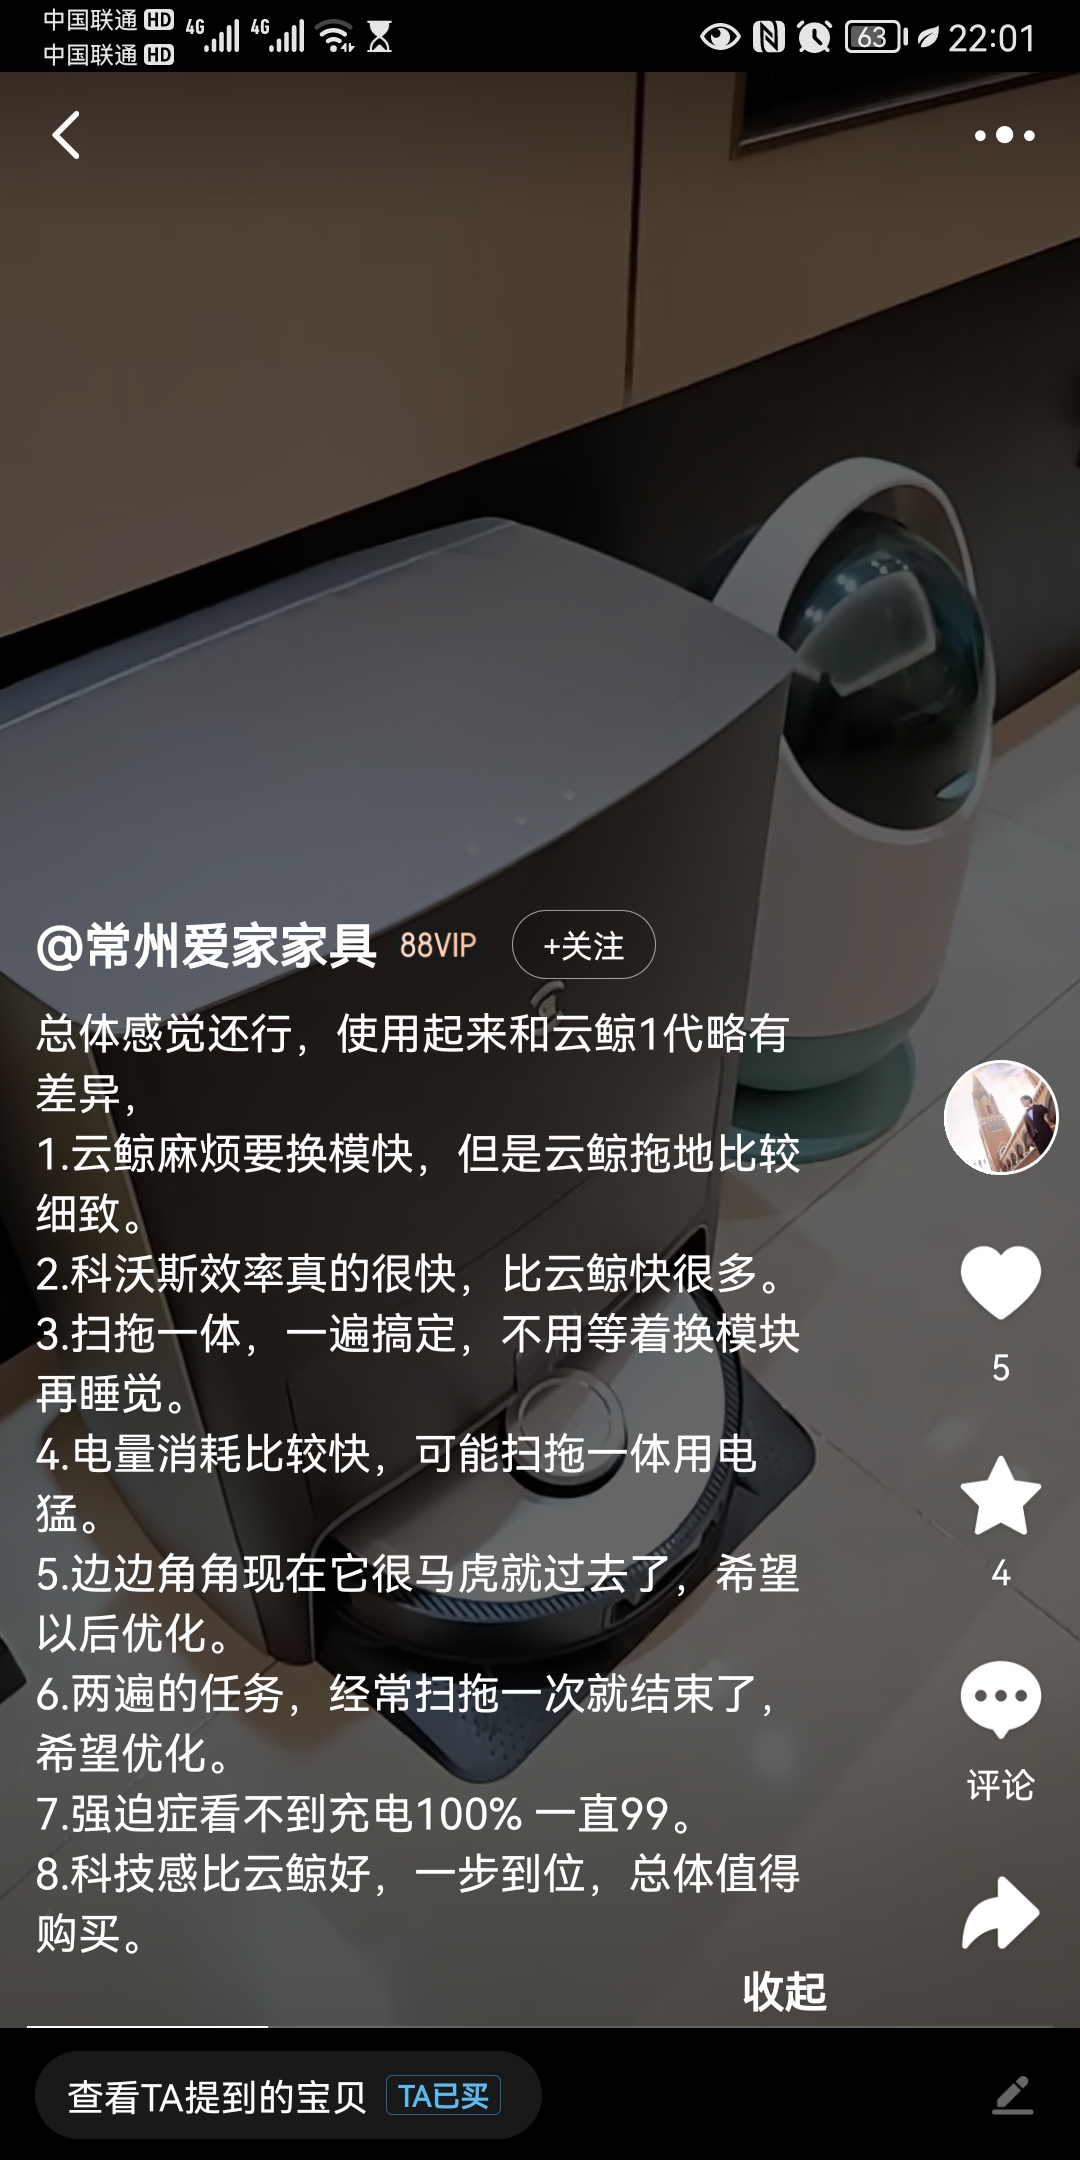 中国联通 HD
中国联通 HD
4G 4G
63 22:01
@常州爱家家具 88VIP +关注
总体感觉还行，使用起来和云鲸1代略有
差异，
1.云鲸麻烦要换模快，但是云鲸拖地比较
细致。
2.科沃斯效率真的很快，比云鲸快很多。
3.扫拖一体，一遍搞定，不用等着换模块
再睡觉。
4.电量消耗比较快，可能扫拖一体用电
猛。
5.边边角角现在它很马虎就过去了，希望
以后优化。
6.两遍的任务，经常扫拖一次就结束了，
希望优化。
7.强迫症看不到充电100% 一直99。
8.科技感比云鲸好，一步到位，总体值得
购买。
收起
5
4
评论
查看TA提到的宝贝 TA已买